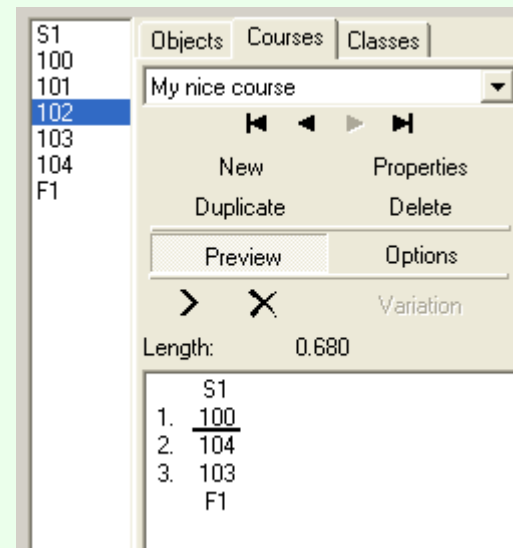 S1
100
101
102
103
104
F1
Objects Courses Classes
My nice course
New Properties
Duplicate Delete
Preview Options
Variation
Length: 0.680
S1
1. 100
2. 104
3. 103
F1